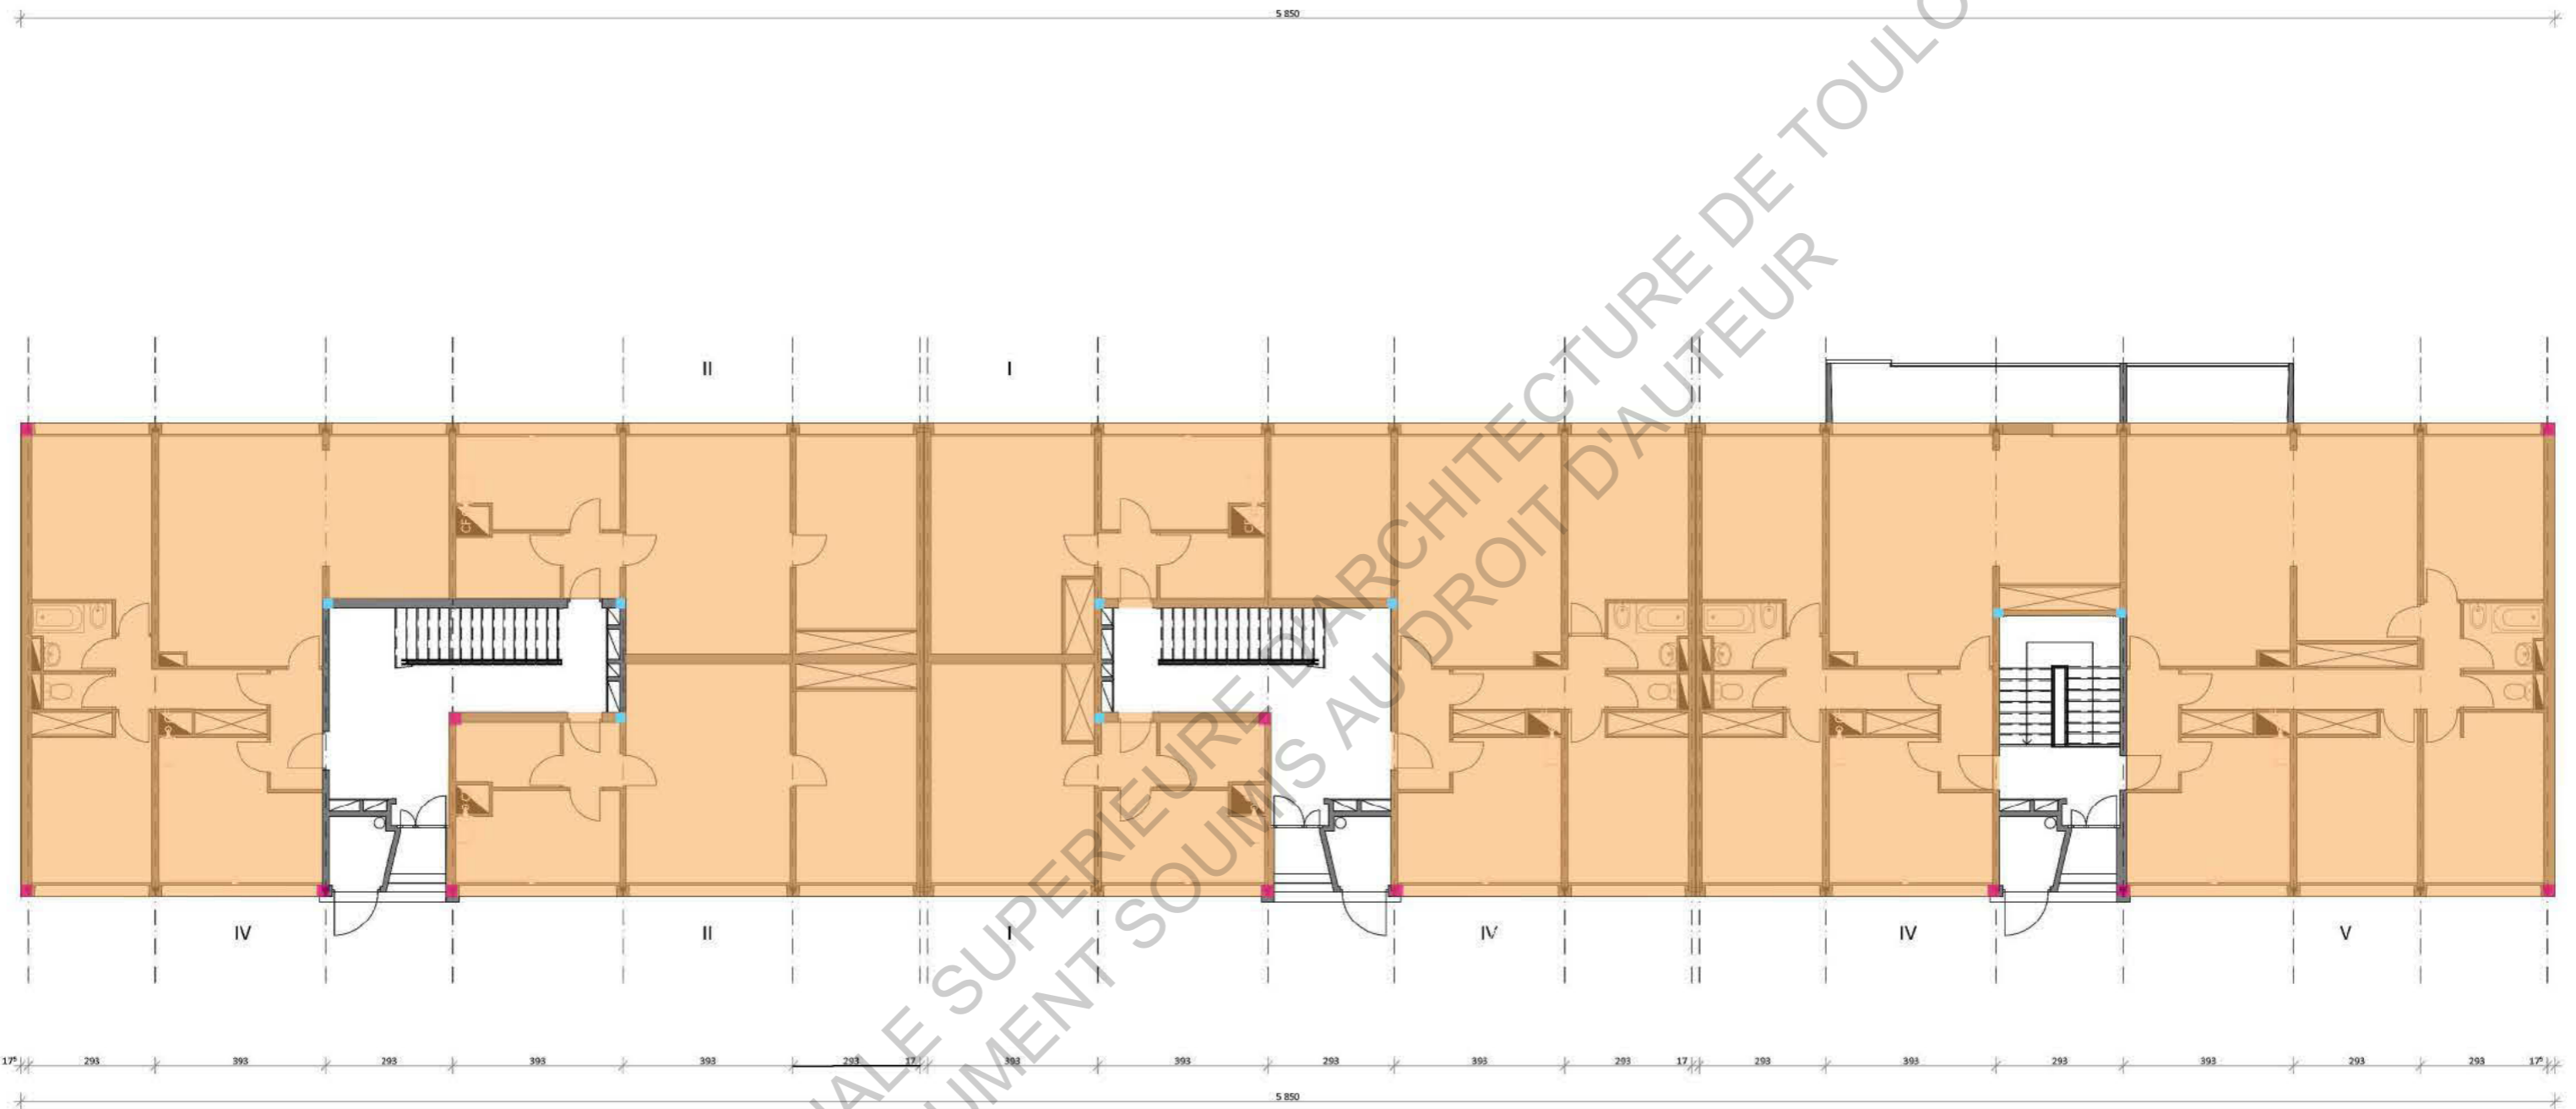 5 850
II
I
IV
II
I
IV
IV
V
17⁵ 293 393 293 393 393 293 17 393 393 293 393 293 17 293 393 293 393 293 293 17⁵
5 850
ALE SUPERIEURE D'ARCHITECTURE DE TOULO
UMENT SOUMIS AU DROIT D'AUTEUR